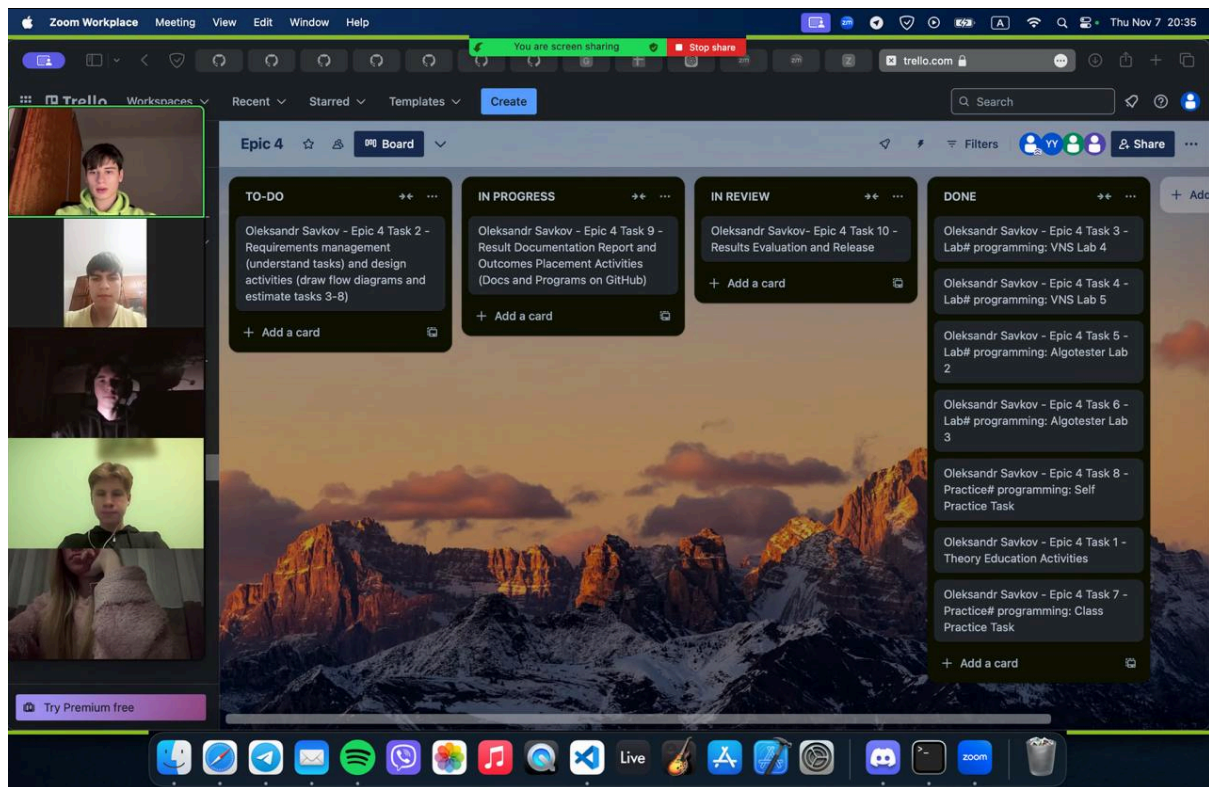 Zoom Workplace Meeting View Edit Window Help
zm
A
Thu Nov 7 20:35
You are screen sharing
Stop share
zm
zm
Z
trello.com
Trello Workspaces Recent Starred Templates Create
Search
Epic 4
Board
Filters
YY
Share
TO-DO
Oleksandr Savkov - Epic 4 Task 2 -
Requirements management
(understand tasks) and design
activities (draw flow diagrams and
estimate tasks 3-8)
+ Add a card
IN PROGRESS
Oleksandr Savkov - Epic 4 Task 9 -
Result Documentation Report and
Outcomes Placement Activities
(Docs and Programs on GitHub)
+ Add a card
IN REVIEW
Oleksandr Savkov- Epic 4 Task 10 -
Results Evaluation and Release
+ Add a card
DONE
Oleksandr Savkov - Epic 4 Task 3 -
Lab# programming: VNS Lab 4
Oleksandr Savkov - Epic 4 Task 4 -
Lab# programming: VNS Lab 5
Oleksandr Savkov - Epic 4 Task 5 -
Lab# programming: Algotester Lab
2
Oleksandr Savkov - Epic 4 Task 6 -
Lab# programming: Algotester Lab
3
Oleksandr Savkov - Epic 4 Task 8 -
Practice# programming: Self
Practice Task
Oleksandr Savkov - Epic 4 Task 1 -
Theory Education Activities
Oleksandr Savkov - Epic 4 Task 7 -
Practice# programming: Class
Practice Task
+ Add a card
+ Add
Try Premium free
Live
zoom